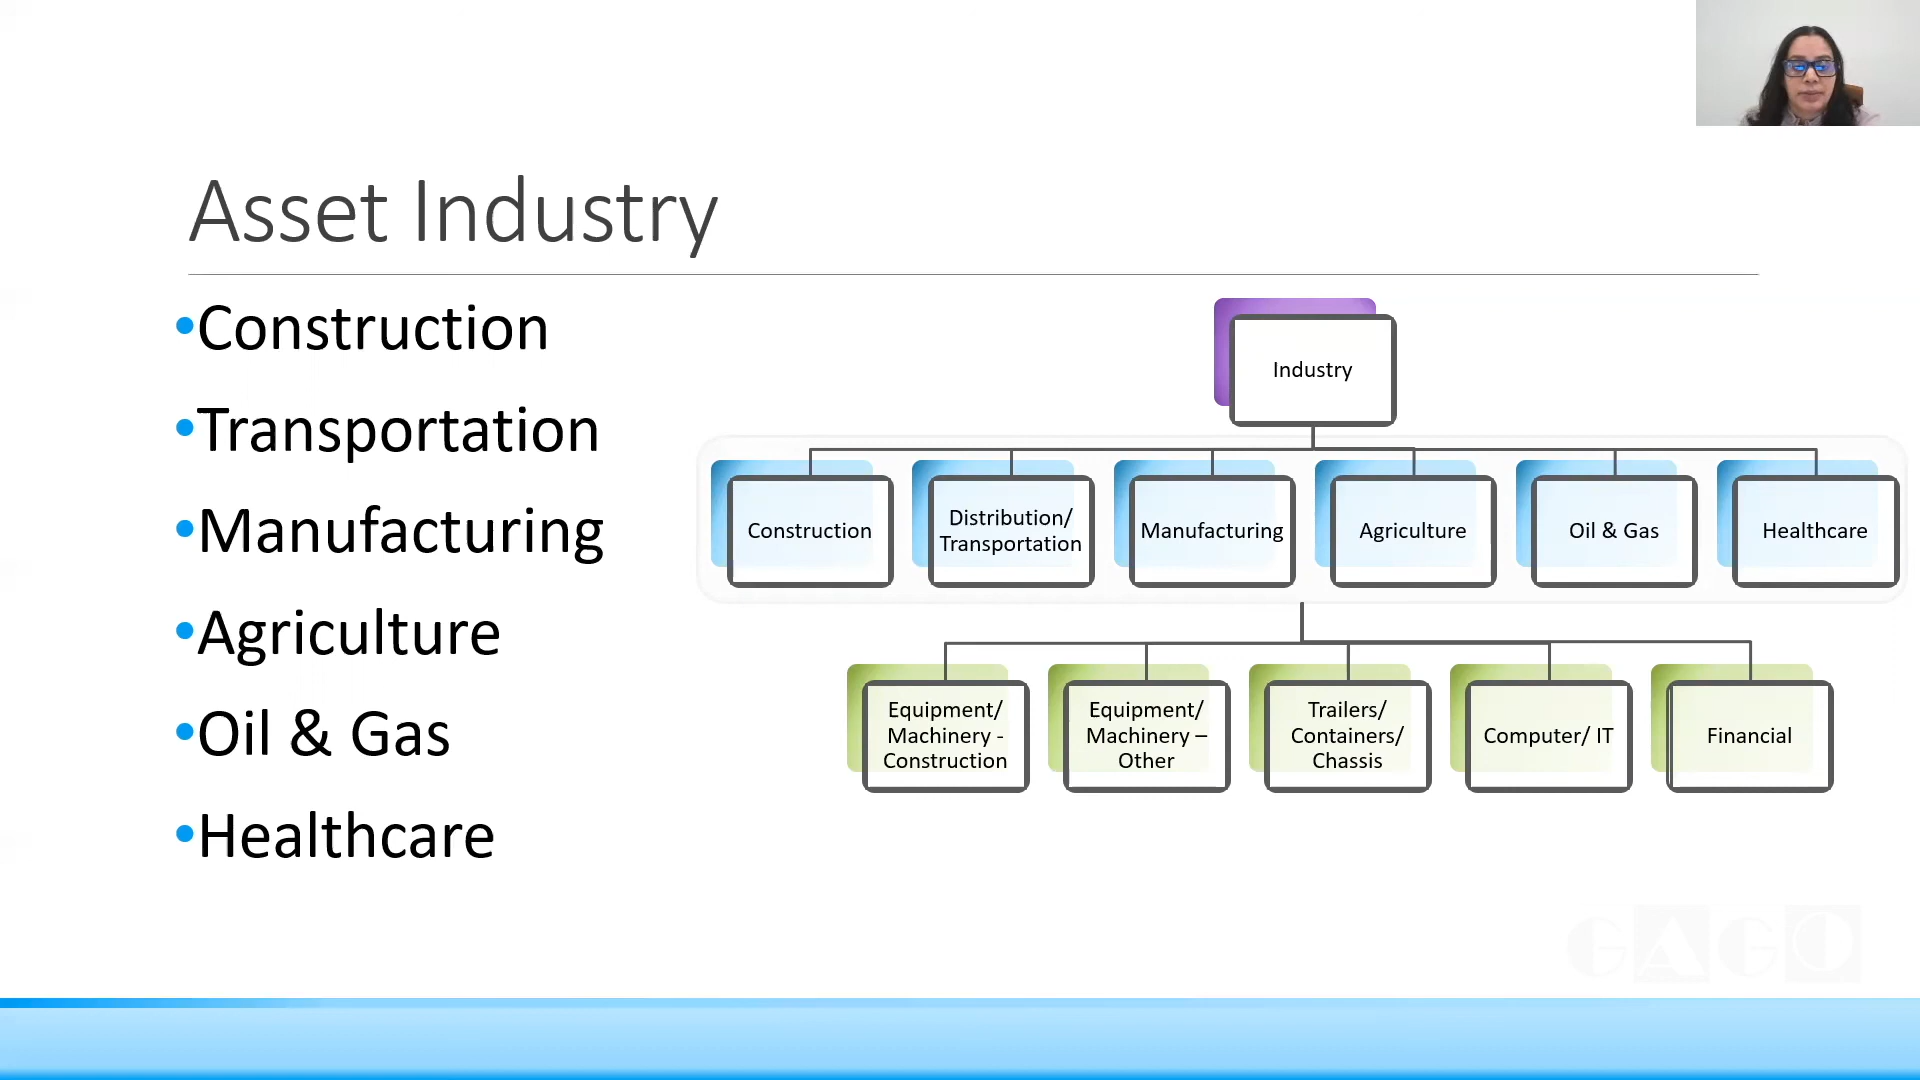 Asset Industry
•Construction
•Transportation
•Manufacturing
•Agriculture
•Oil & Gas
•Healthcare
Industry
Construction
Distribution/
Transportation
Manufacturing
Agriculture
Oil & Gas
Healthcare
Equipment/
Machinery -
Construction
Equipment/
Machinery –
Other
Trailers/
Containers/
Chassis
Computer/ IT
Financial
GAGO